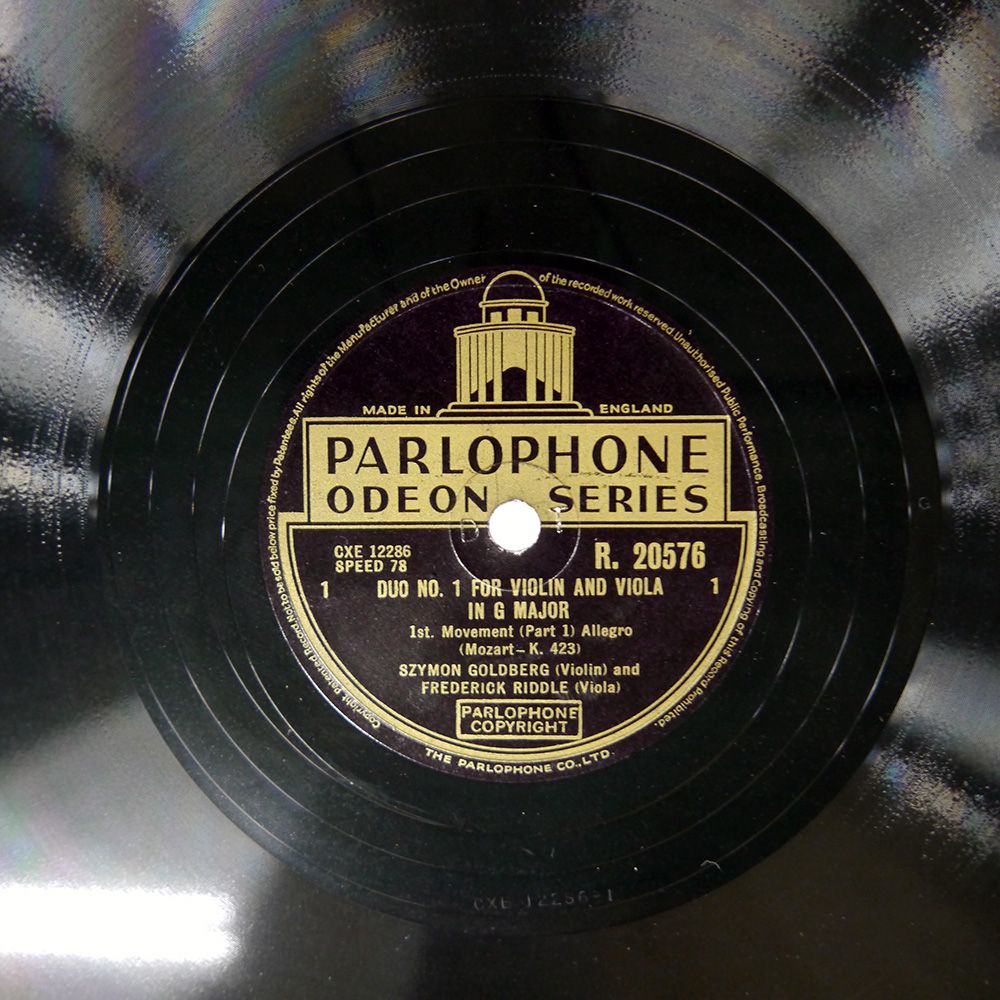 Copyright. Patented Record. Not to be sold below price fixed by Patentees. All rights of the Manufacturer and of the Owner of the recorded work reserved. Unauthorised Public Performance, Broadcasting and Copying of this Record Prohibited.
MADE IN ENGLAND
PARLOPHONE
ODEON SERIES
CXE 12286
SPEED 78
R. 20576
1 DUO NO. 1 FOR VIOLIN AND VIOLA 1
IN G MAJOR
1st. Movement (Part 1) Allegro
(Mozart – K. 423)
SZYMON GOLDBERG (Violin) and
FREDERICK RIDDLE (Viola)
PARLOPHONE
COPYRIGHT
THE PARLOPHONE CO., LTD.
CXE 12286-1